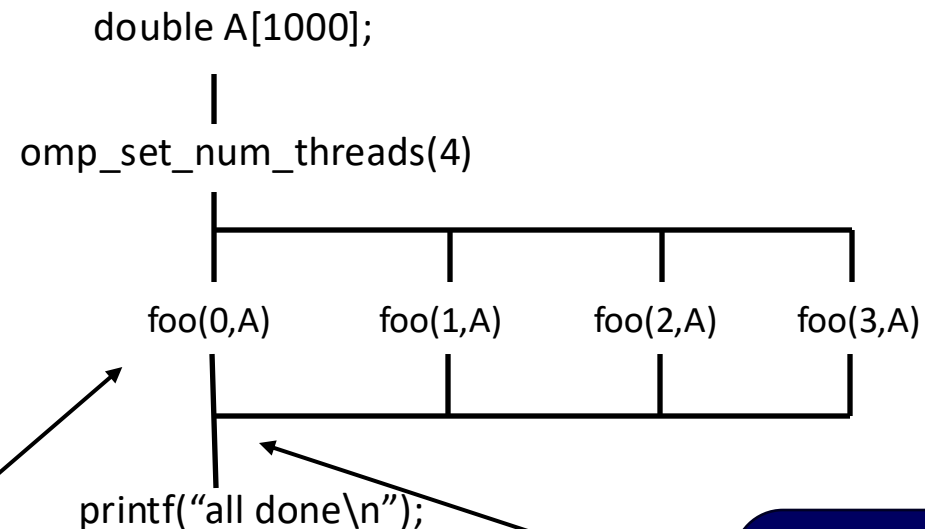 double A[1000];
omp_set_num_threads(4)
foo(0,A) foo(1,A) foo(2,A) foo(3,A)
printf(“all done\n”);